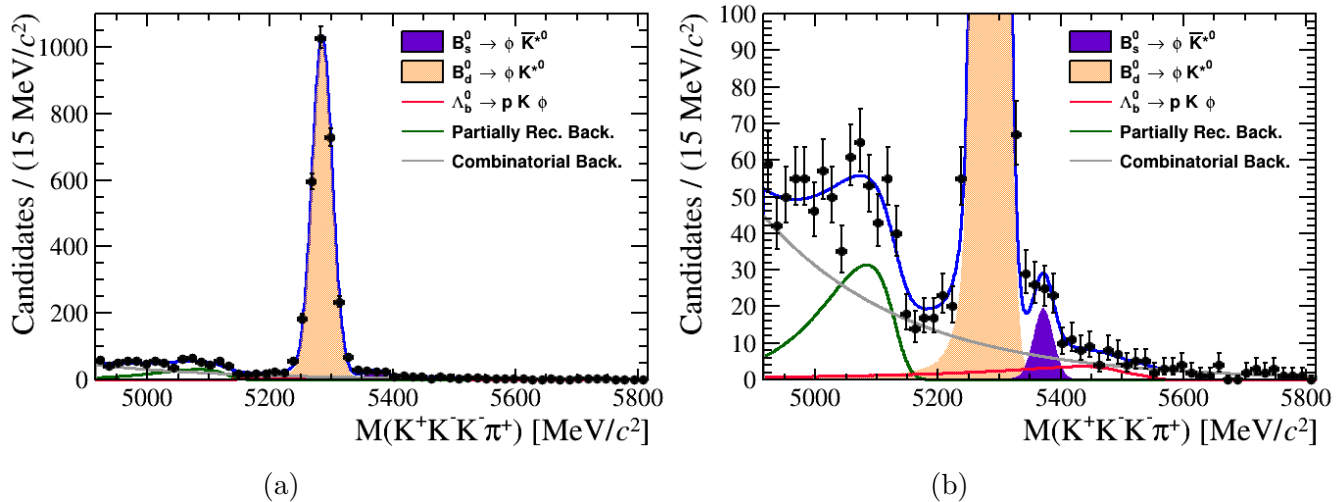 Candidates / (15 MeV/c²)
1000
800
600
400
200
0
5000
5200
5400
5600
5800
M(K⁺K⁻K⁻π⁺) [MeV/c²]
B⁰ₛ → φ K̅*⁰
B⁰d → φ K*⁰
Λ⁰b → p K φ
Partially Rec. Back.
Combinatorial Back.
(a)
Candidates / (15 MeV/c²)
100
90
80
70
60
50
40
30
20
10
0
5000
5200
5400
5600
5800
M(K⁺K⁻K⁻π⁺) [MeV/c²]
B⁰ₛ → φ K̅*⁰
B⁰d → φ K*⁰
Λ⁰b → p K φ
Partially Rec. Back.
Combinatorial Back.
(b)